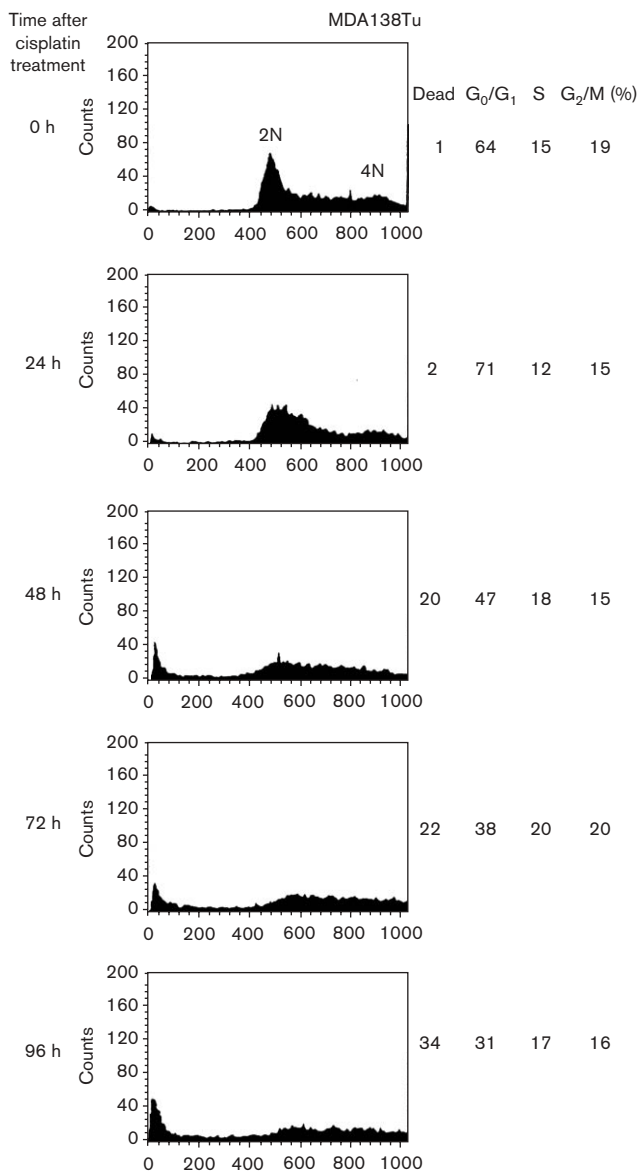 Time after
cisplatin
treatment
MDA138Tu
Dead G₀/G₁ S G₂/M (%)
0 h
Counts
200
160
120
80
40
0
2N
4N
0 200 400 600 800 1000
1 64 15 19
24 h
Counts
200
160
120
80
40
0
0 200 400 600 800 1000
2 71 12 15
48 h
Counts
200
160
120
80
40
0
0 200 400 600 800 1000
20 47 18 15
72 h
Counts
200
160
120
80
40
0
0 200 400 600 800 1000
22 38 20 20
96 h
Counts
200
160
120
80
40
0
0 200 400 600 800 1000
34 31 17 16